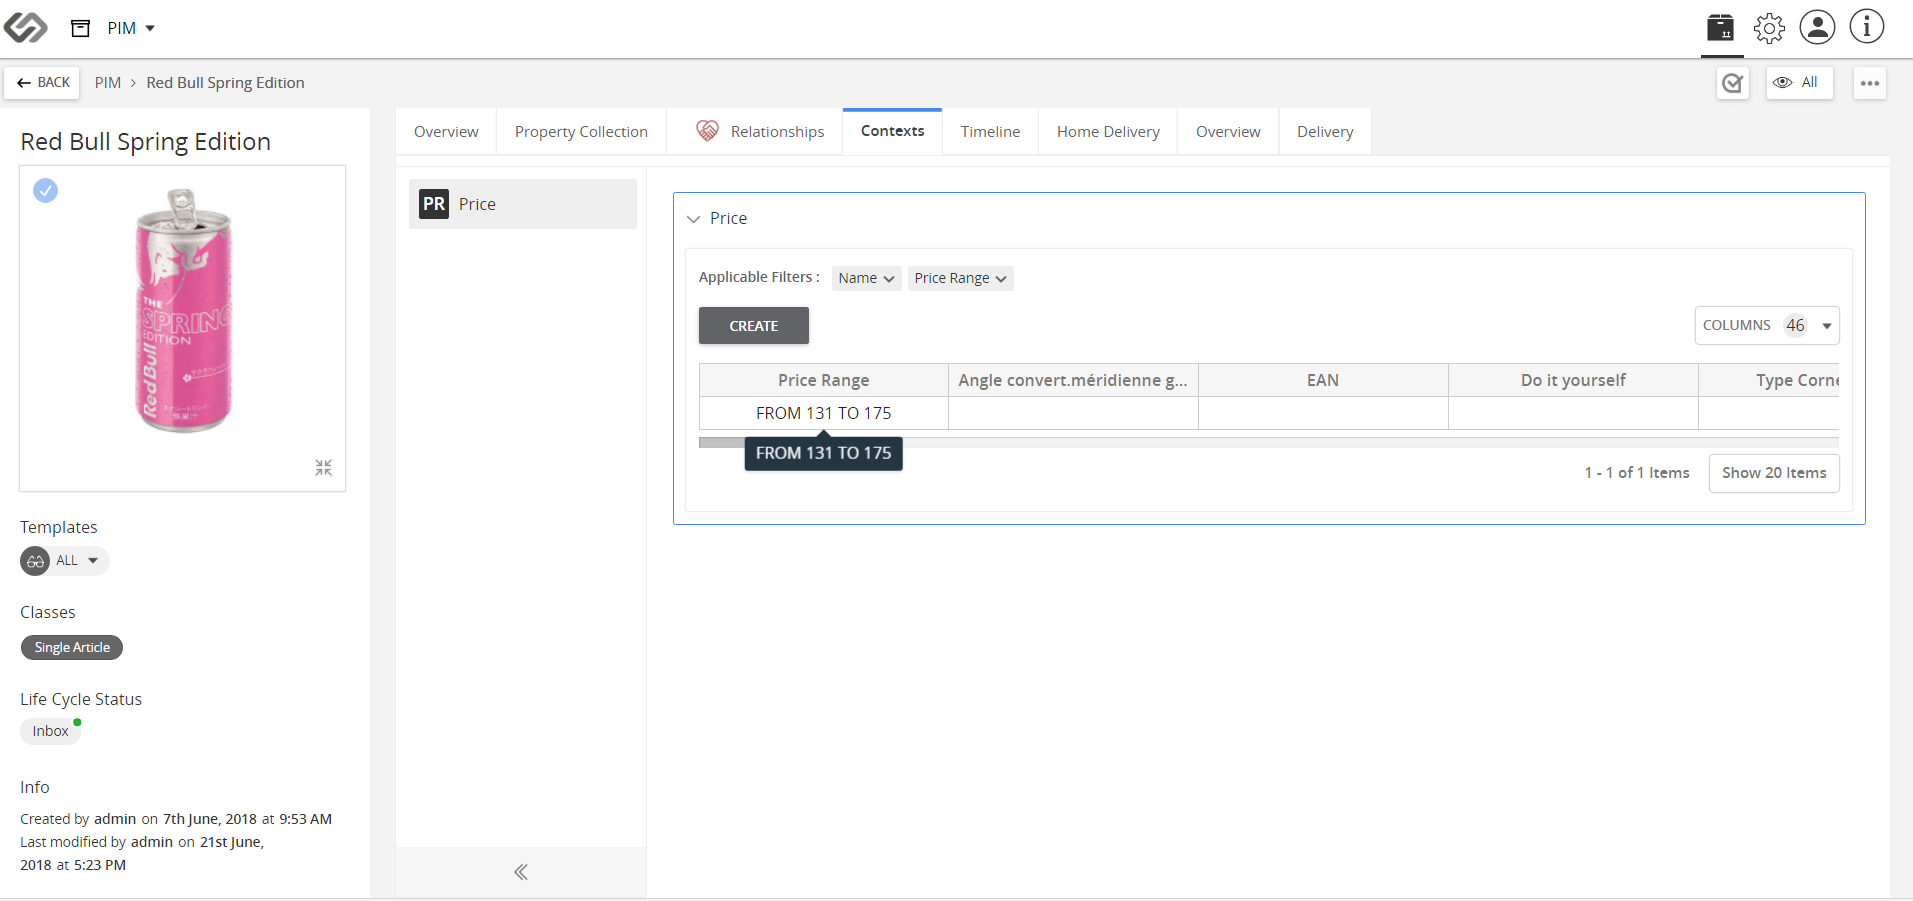 PIM
BACK
PIM > Red Bull Spring Edition
All
Red Bull Spring Edition
THE
SPRING
EDITION
Red Bull
Templates
ALL
Classes
Single Article
Life Cycle Status
Inbox
Info
Created by admin on 7th June, 2018 at 9:53 AM
Last modified by admin on 21st June,
2018 at 5:23 PM
Overview
Property Collection
Relationships
Contexts
Timeline
Home Delivery
Overview
Delivery
PR Price
Price
Applicable Filters : Name Price Range
CREATE
COLUMNS 46
Price Range
Angle convert.méridienne g...
EAN
Do it yourself
Type Corne
FROM 131 TO 175
FROM 131 TO 175
1 - 1 of 1 Items
Show 20 Items